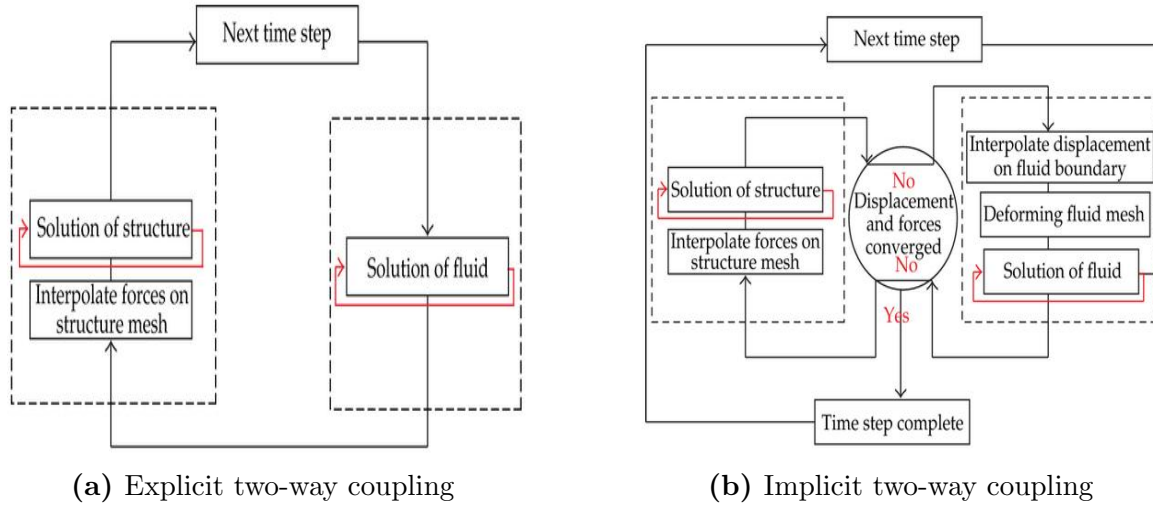 Next time step
Solution of structure
Interpolate forces on
structure mesh
Solution of fluid
(a) Explicit two-way coupling
Next time step
Solution of structure
Interpolate forces on
structure mesh
No
Displacement
and forces
converged
No
Yes
Interpolate displacement
on fluid boundary
Deforming fluid mesh
Solution of fluid
Time step complete
(b) Implicit two-way coupling